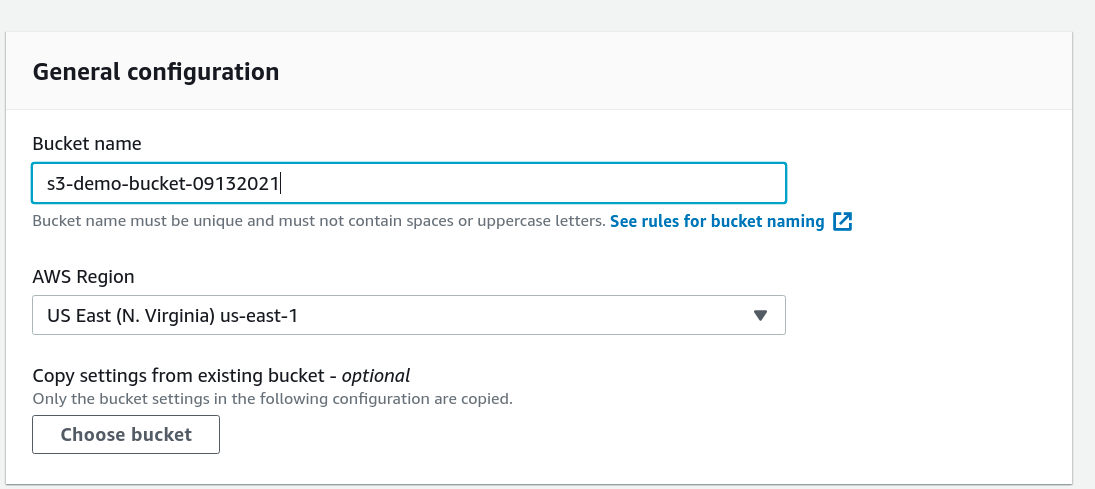 General configuration
Bucket name
s3-demo-bucket-09132021
Bucket name must be unique and must not contain spaces or uppercase letters. See rules for bucket naming
AWS Region
US East (N. Virginia) us-east-1
Copy settings from existing bucket - optional
Only the bucket settings in the following configuration are copied.
Choose bucket